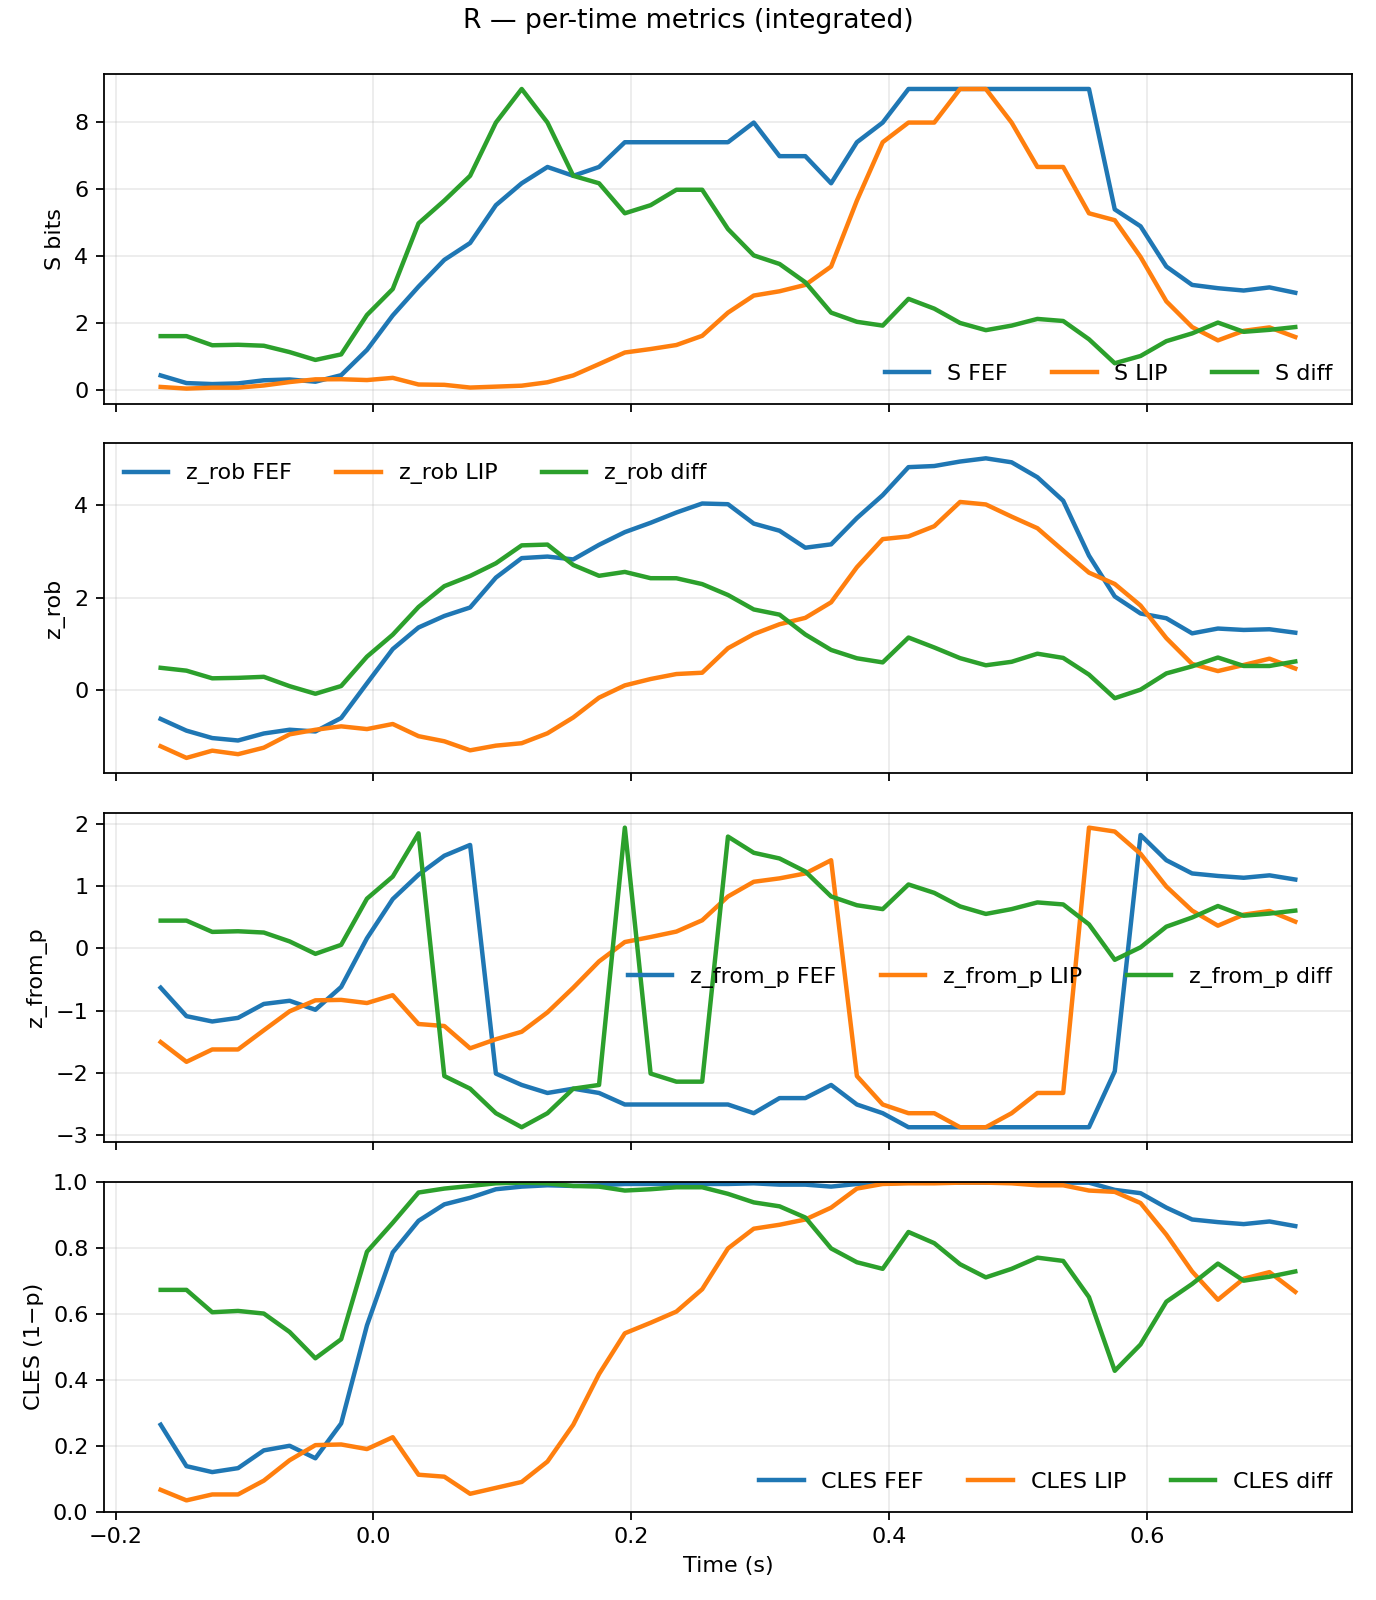 R — per-time metrics (integrated)
8
6
4
2
0
S bits
S FEF S LIP S diff
z_rob FEF z_rob LIP z_rob diff
4
2
0
z_rob
2
1
0
−1
−2
−3
z_from_p
z_from_p FEF z_from_p LIP z_from_p diff
1.0
0.8
0.6
0.4
0.2
0.0
CLES (1−p)
CLES FEF CLES LIP CLES diff
−0.2 0.0 0.2 0.4 0.6
Time (s)